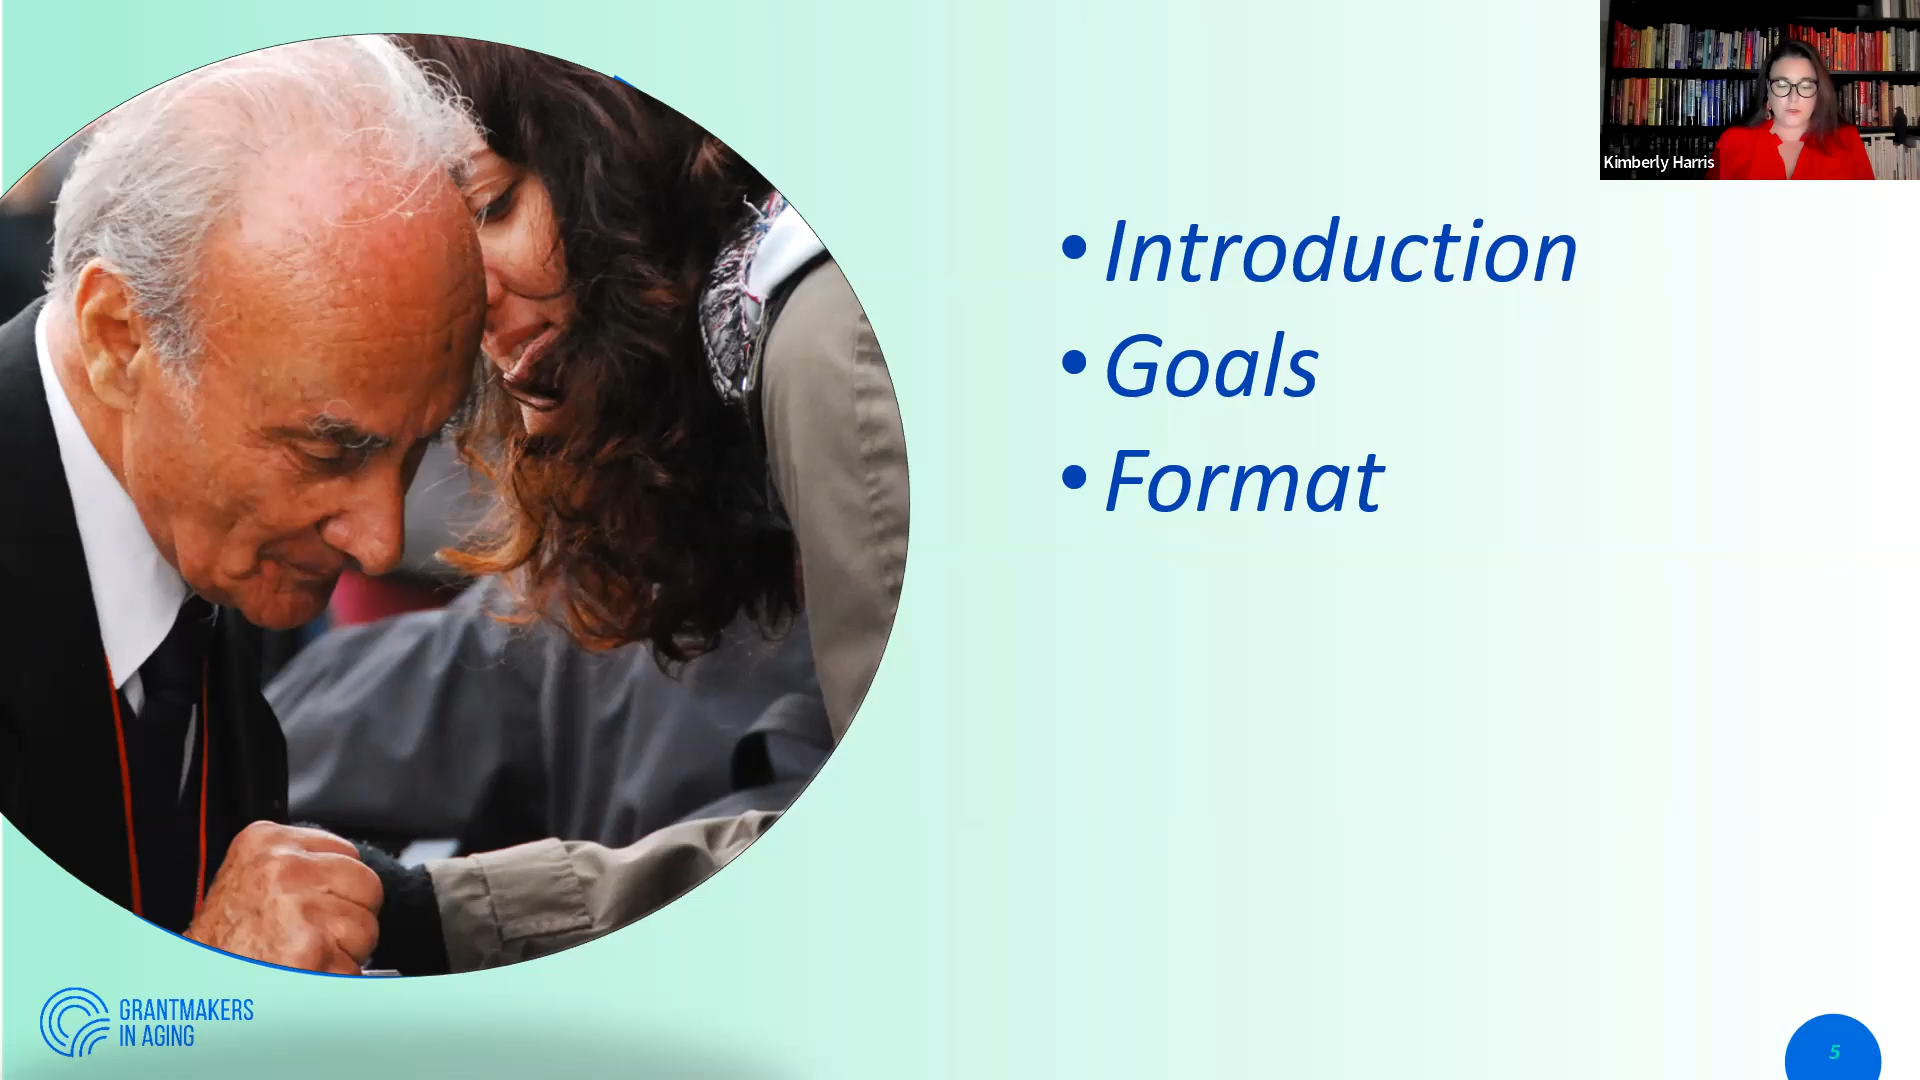 Kimberly Harris
• Introduction
• Goals
• Format
GRANTMAKERS
IN AGING
5